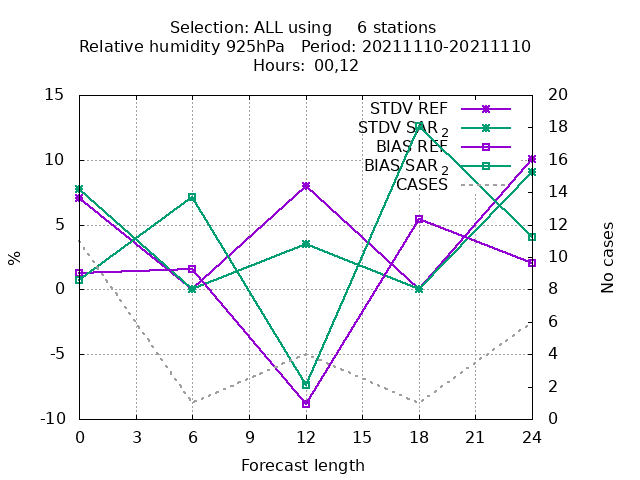 Selection: ALL using     6 stations
Relative humidity 925hPa   Period: 20211110-20211110
Hours: 00,12
15 20
STDV REF
18
STDV SAR 2
BIAS REF
10 16
BIAS SAR 2
CASES
14
5 12
% No cases
10
0 8
6
-5 4
2
-10 0
0 3 6 9 12 15 18 21 24
Forecast length